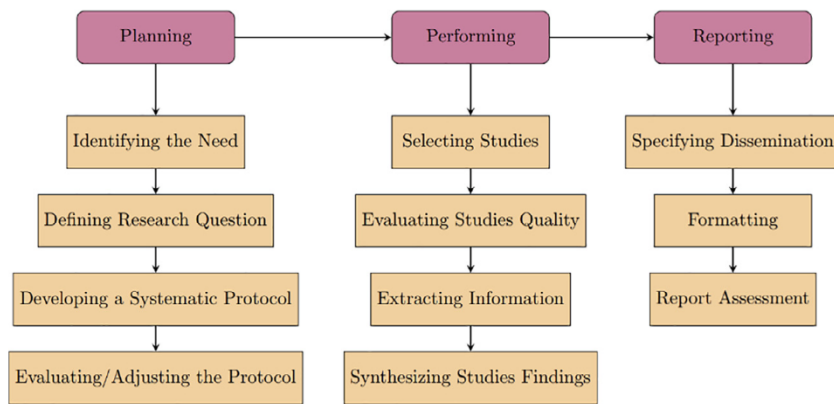 Planning
Performing
Reporting
Identifying the Need
Selecting Studies
Specifying Dissemination
Defining Research Question
Evaluating Studies Quality
Formatting
Developing a Systematic Protocol
Extracting Information
Report Assessment
Evaluating/Adjusting the Protocol
Synthesizing Studies Findings